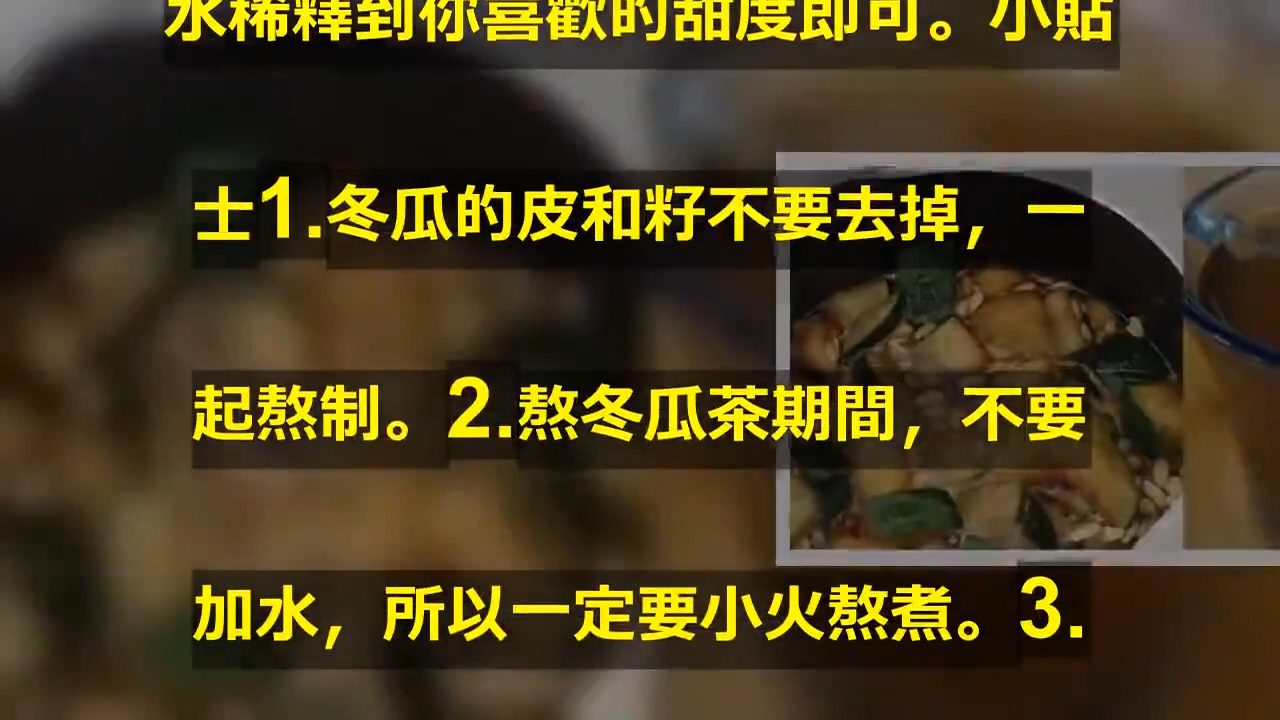 水稀釋到你喜歡的甜度即可。小貼
士1.冬瓜的皮和籽不要去掉，一
起熬制。2.熬冬瓜茶期間，不要
加水，所以一定要小火熬煮。3.